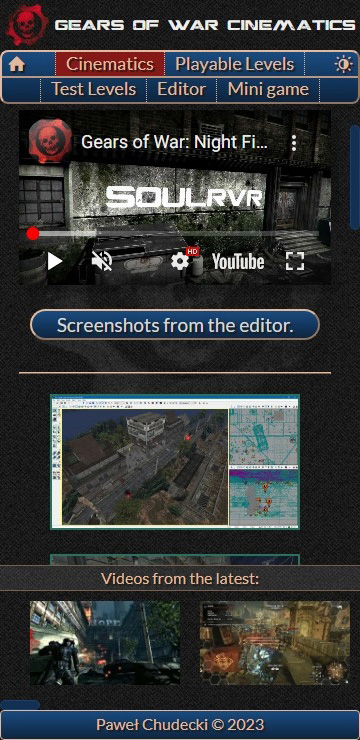 GEARS OF WAR CINEMATICS
Cinematics
Playable Levels
Test Levels
Editor
Mini game
Gears of War: Night Fi...
SOULRVR
HD
YouTube
Screenshots from the editor.
Videos from the latest:
Paweł Chudecki © 2023